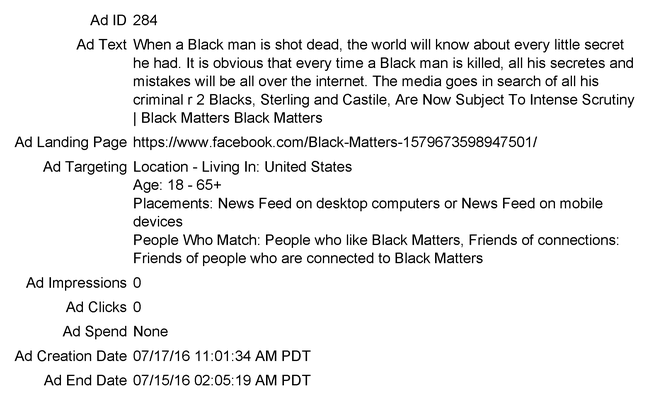 Ad ID 284
Ad Text When a Black man is shot dead, the world will know about every little secret
he had. It is obvious that every time a Black man is killed, all his secretes and
mistakes will be all over the internet. The media goes in search of all his
criminal r 2 Blacks, Sterling and Castile, Are Now Subject To Intense Scrutiny
| Black Matters Black Matters
Ad Landing Page https://www.facebook.com/Black-Matters-1579673598947501/
Ad Targeting Location - Living In: United States
Age: 18 - 65+
Placements: News Feed on desktop computers or News Feed on mobile
devices
People Who Match: People who like Black Matters, Friends of connections:
Friends of people who are connected to Black Matters
Ad Impressions 0
Ad Clicks 0
Ad Spend None
Ad Creation Date 07/17/16 11:01:34 AM PDT
Ad End Date 07/15/16 02:05:19 AM PDT